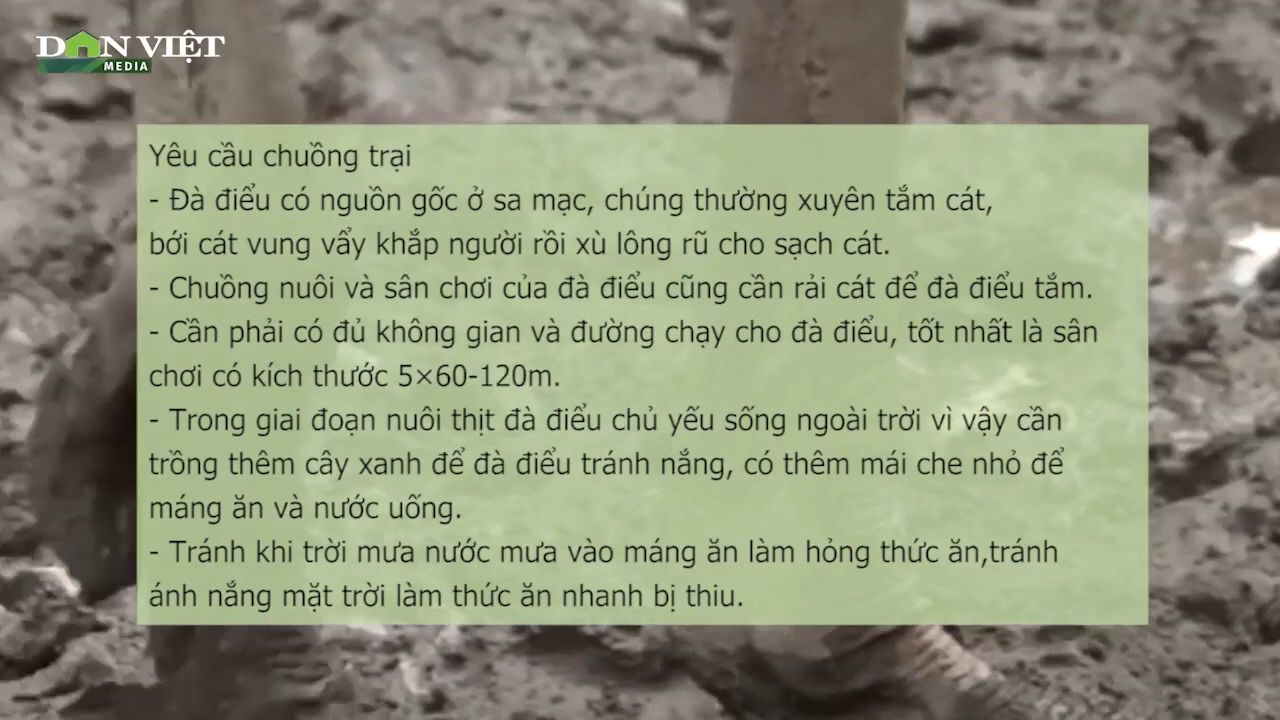 DÂN VIỆT
MEDIA
Yêu cầu chuồng trại
- Đà điểu có nguồn gốc ở sa mạc, chúng thường xuyên tắm cát,
bới cát vung vẩy khắp người rồi xù lông rũ cho sạch cát.
- Chuồng nuôi và sân chơi của đà điểu cũng cần rải cát để đà điểu tắm.
- Cần phải có đủ không gian và đường chạy cho đà điểu, tốt nhất là sân
chơi có kích thước 5×60-120m.
- Trong giai đoạn nuôi thịt đà điểu chủ yếu sống ngoài trời vì vậy cần
trồng thêm cây xanh để đà điểu tránh nắng, có thêm mái che nhỏ để
máng ăn và nước uống.
- Tránh khi trời mưa nước mưa vào máng ăn làm hỏng thức ăn,tránh
ánh nắng mặt trời làm thức ăn nhanh bị thiu.